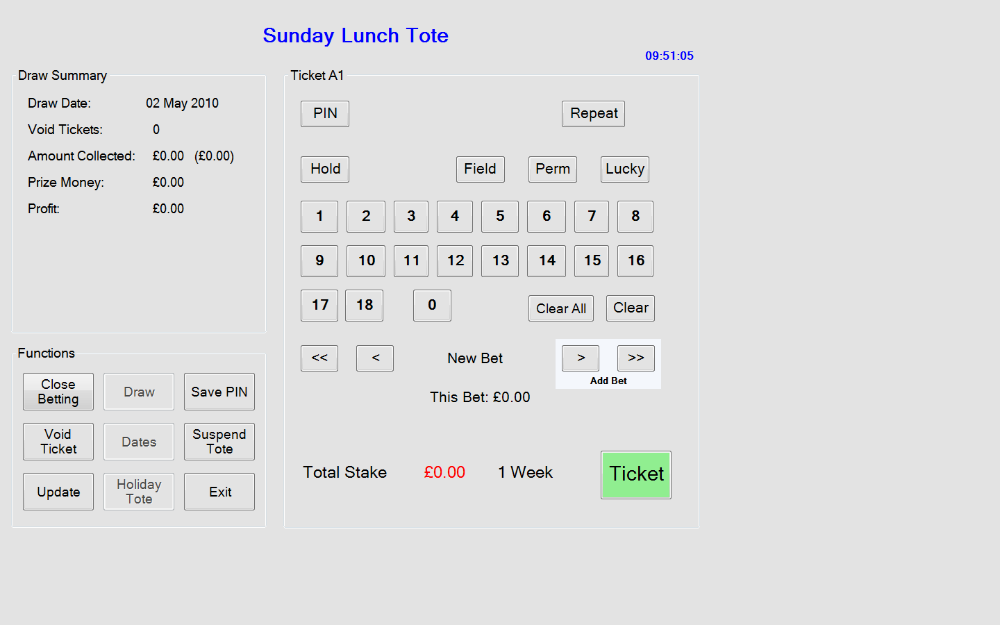 Sunday Lunch Tote
09:51:05
Draw Summary
Draw Date: 02 May 2010
Void Tickets: 0
Amount Collected: £0.00 (£0.00)
Prize Money: £0.00
Profit: £0.00
Functions
Close
Betting
Draw
Save PIN
Void
Ticket
Dates
Suspend
Tote
Update
Holiday
Tote
Exit
Ticket A1
PIN
Repeat
Hold
Field
Perm
Lucky
1 2 3 4 5 6 7 8
9 10 11 12 13 14 15 16
17 18 0
Clear All
Clear
<< < New Bet > >>
Add Bet
This Bet: £0.00
Total Stake £0.00 1 Week
Ticket